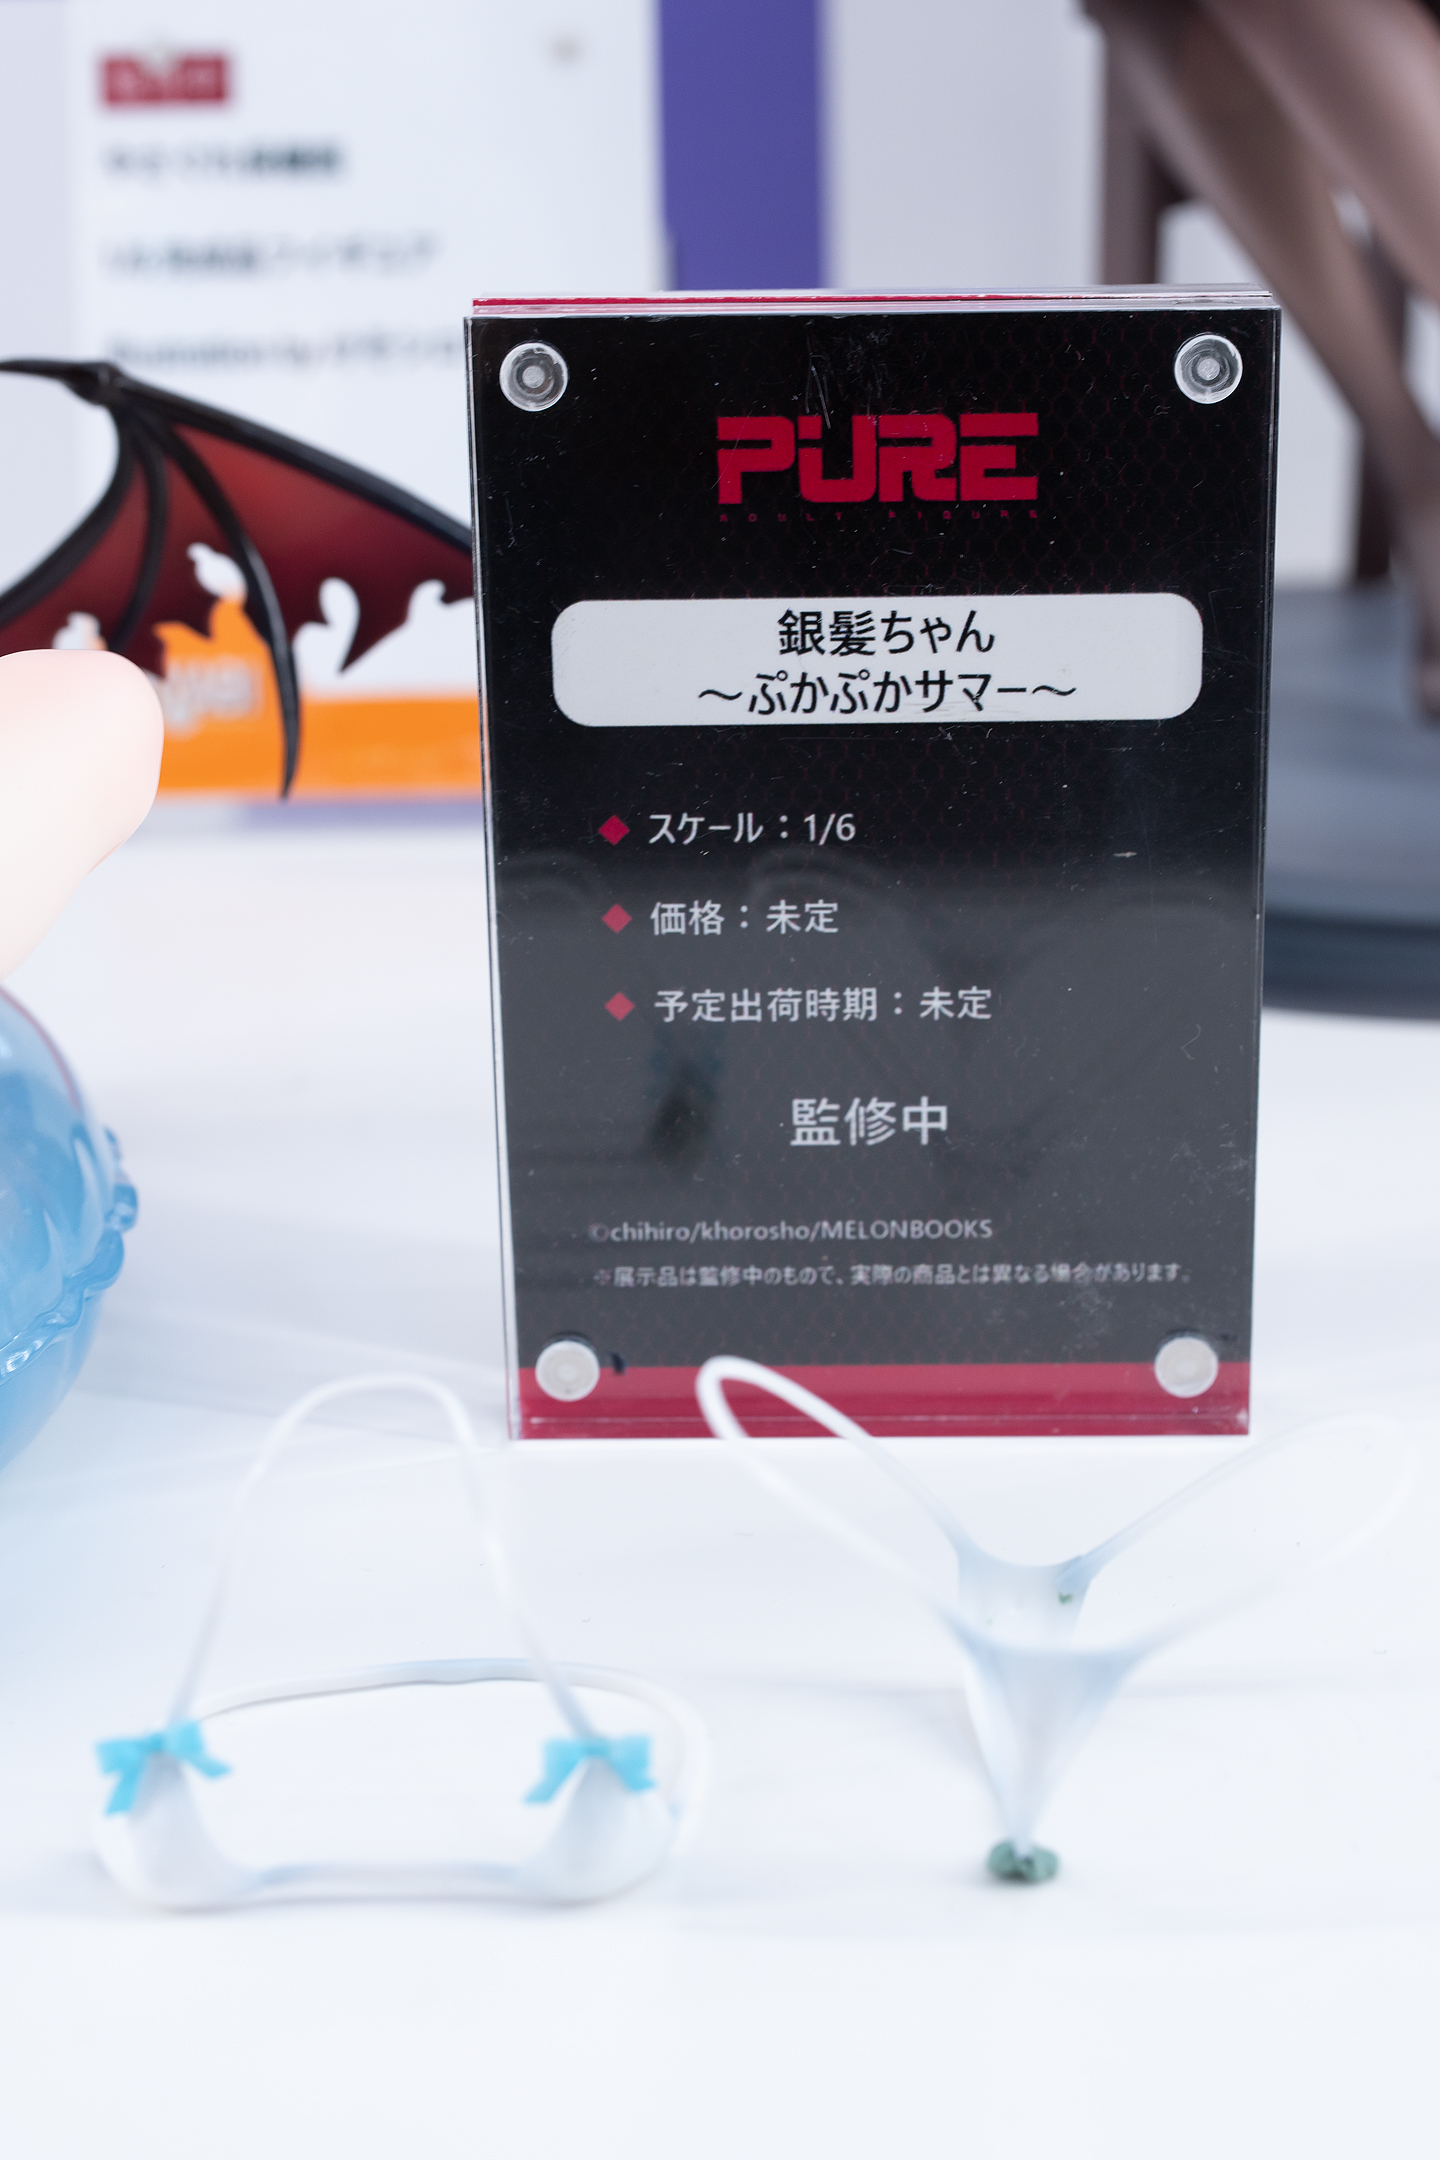 PURE
ADULT FIGURE
銀髪ちゃん
～ぷかぷかサマー～
◆ スケール：1/6
◆ 価格：未定
◆ 予定出荷時期：未定
監修中
©chihiro/khorosho/MELONBOOKS
※展示品は監修中のもので、実際の商品とは異なる場合があります。